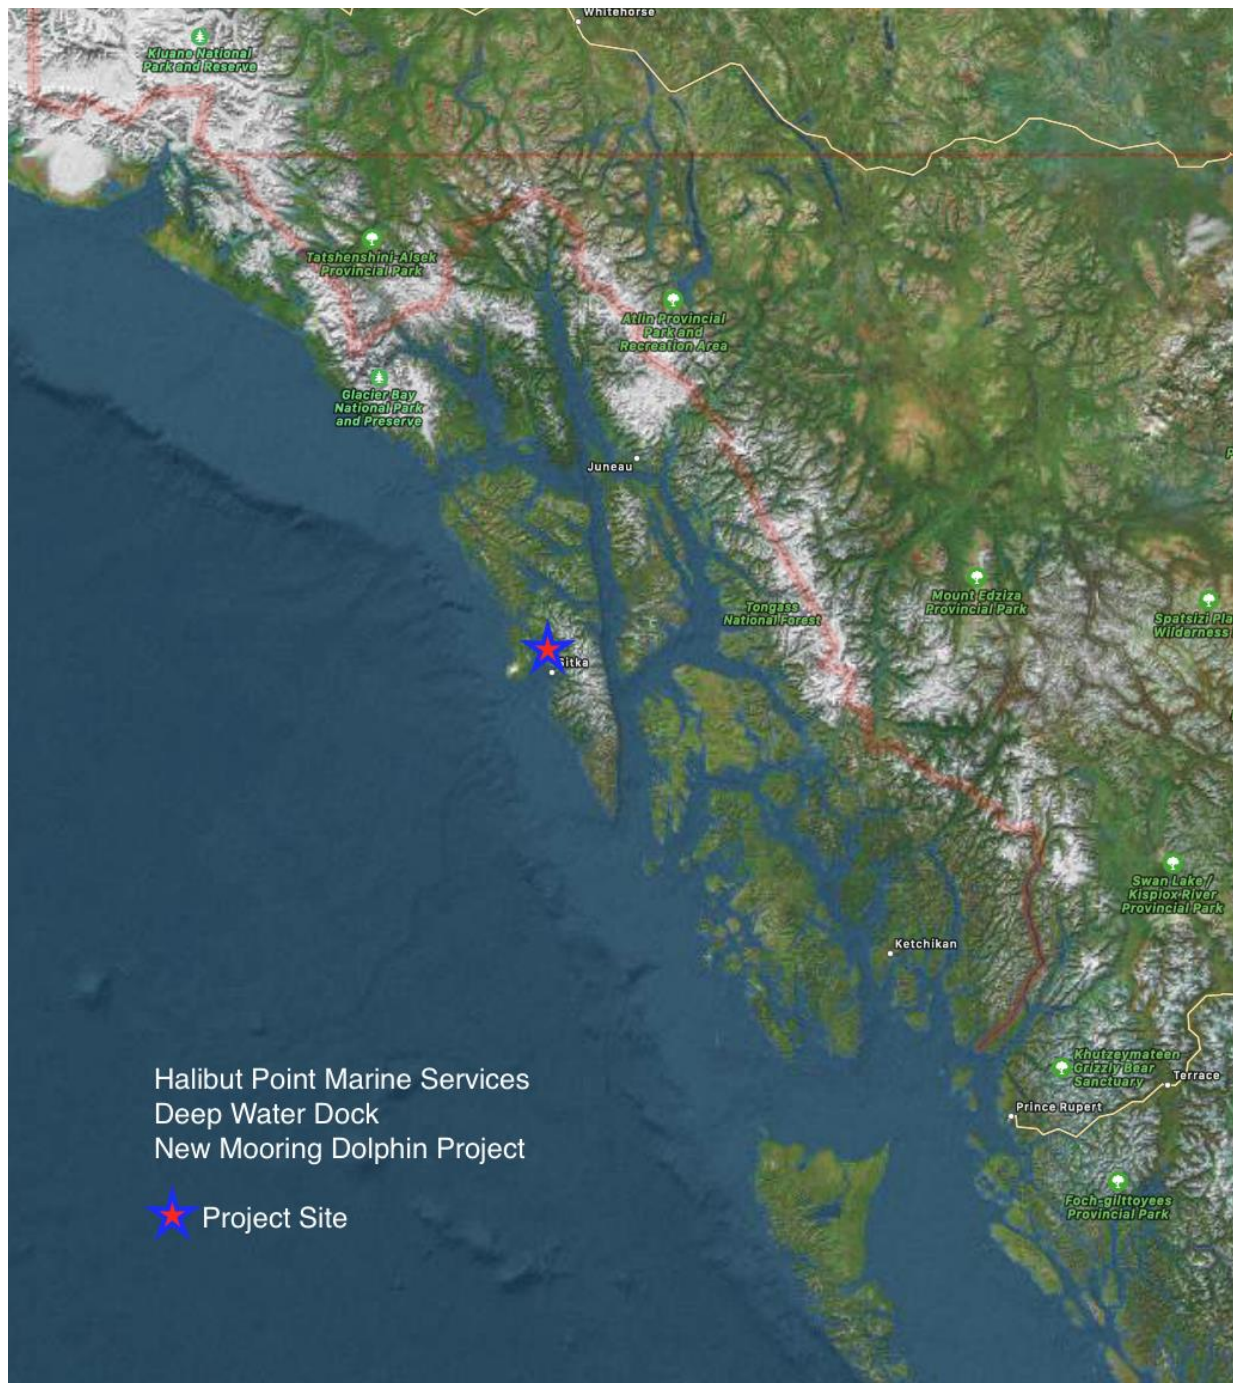 Whitehorse
Kluane National
Park and Reserve
Tatshenshini-Alsek
Provincial Park
Atlin Provincial
Park and
Recreation Area
Glacier Bay
National Park
and Preserve
Juneau
Mount Edziza
Provincial Park
Tongass
National Forest
Spatsizi Pla
Wilderness
Sitka
Swan Lake /
Kispiox River
Provincial Park
Ketchikan
Khutzeymateen
Grizzly Bear
Sanctuary
Terrace
Prince Rupert
Foch-gilttoyees
Provincial Park
Halibut Point Marine Services
Deep Water Dock
New Mooring Dolphin Project
Project Site